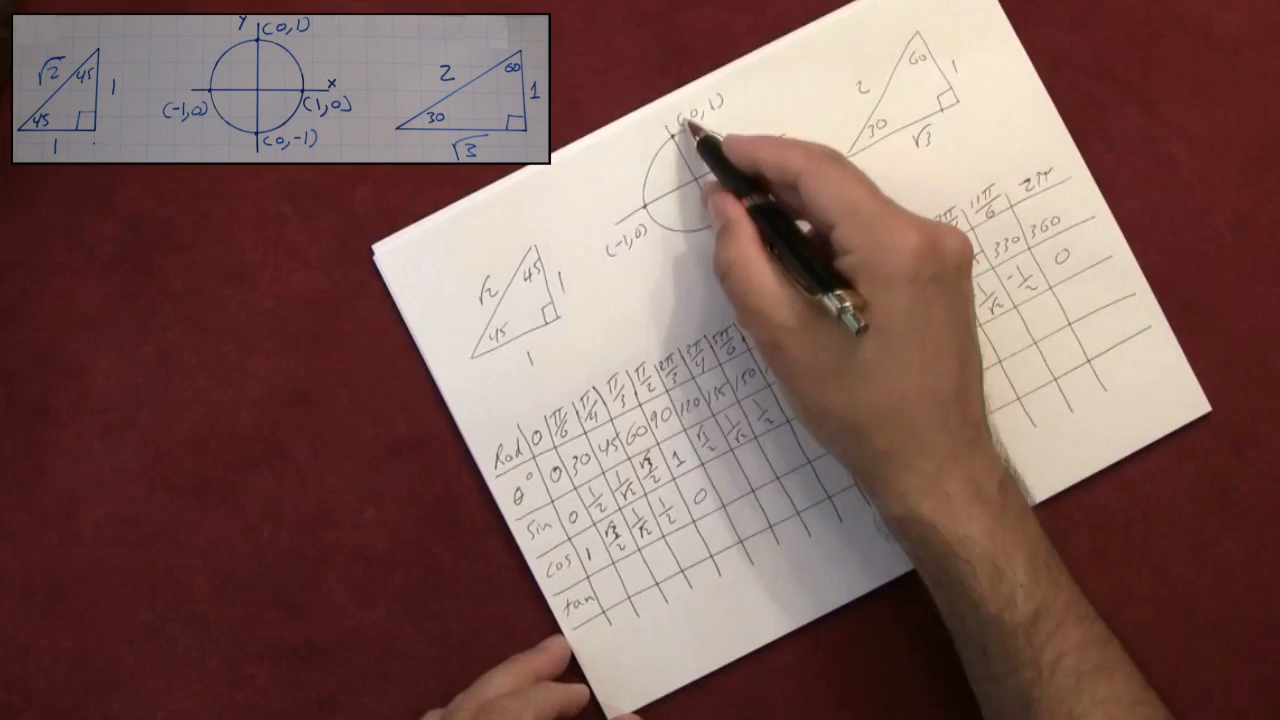 Y (0,1)
√2 45 1
45
1
(-1,0) x (1,0)
(0,-1)
2 60
30 1
√3
(0,1)
(-1,0)
2 60 1
30
√3
√2 45 1
45
1
Rad 0 π/6 π/4 π/3 π/2 2π/3 3π/4 5π/6 11π/6 2π
θ° 0 30 45 60 90 120 135 150 330 360
sin 0 1/2 1/√2 √3/2 1 √3/2 1/√2 1/2 1/√2 -1/2 0
cos 1 √3/2 1/√2 1/2 0
tan